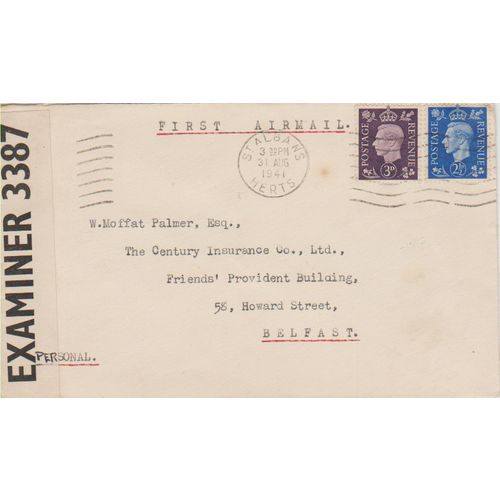 FIRST AIRMAIL.
POSTAGE REVENUE
3D
POSTAGE REVENUE
2½D
ST ALBANS
3 30PM
31 AUG
1941
HERTS
EXAMINER 3387
W.Moffat Palmer, Esq.,
The Century Insurance Co., Ltd.,
Friends' Provident Building,
58, Howard Street,
BELFAST.
PERSONAL.